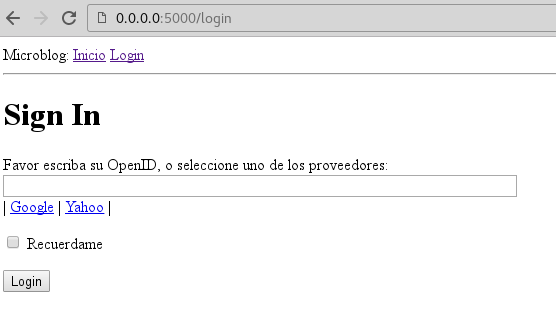 0.0.0.0:5000/login
Microblog: Inicio Login
Sign In
Favor escriba su OpenID, o seleccione uno de los proveedores:
| Google | Yahoo |
Recuerdame
Login